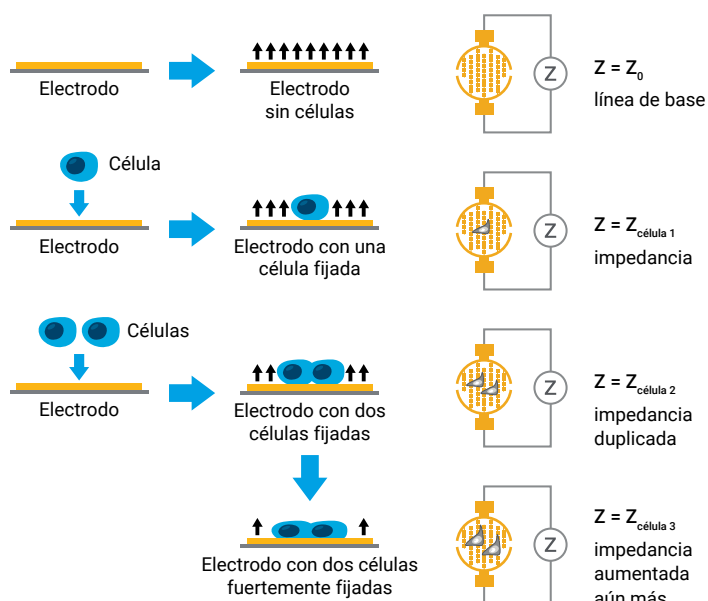 Electrodo
Electrodo
sin células
Z
Z = Z0
línea de base
Célula
Electrodo
Electrodo con una
célula fijada
Z
Z = Zcélula 1
impedancia
Células
Electrodo
Electrodo con dos
células fijadas
Z
Z = Zcélula 2
impedancia
duplicada
Electrodo con dos células
fuertemente fijadas
Z
Z = Zcélula 3
impedancia
aumentada
aún más